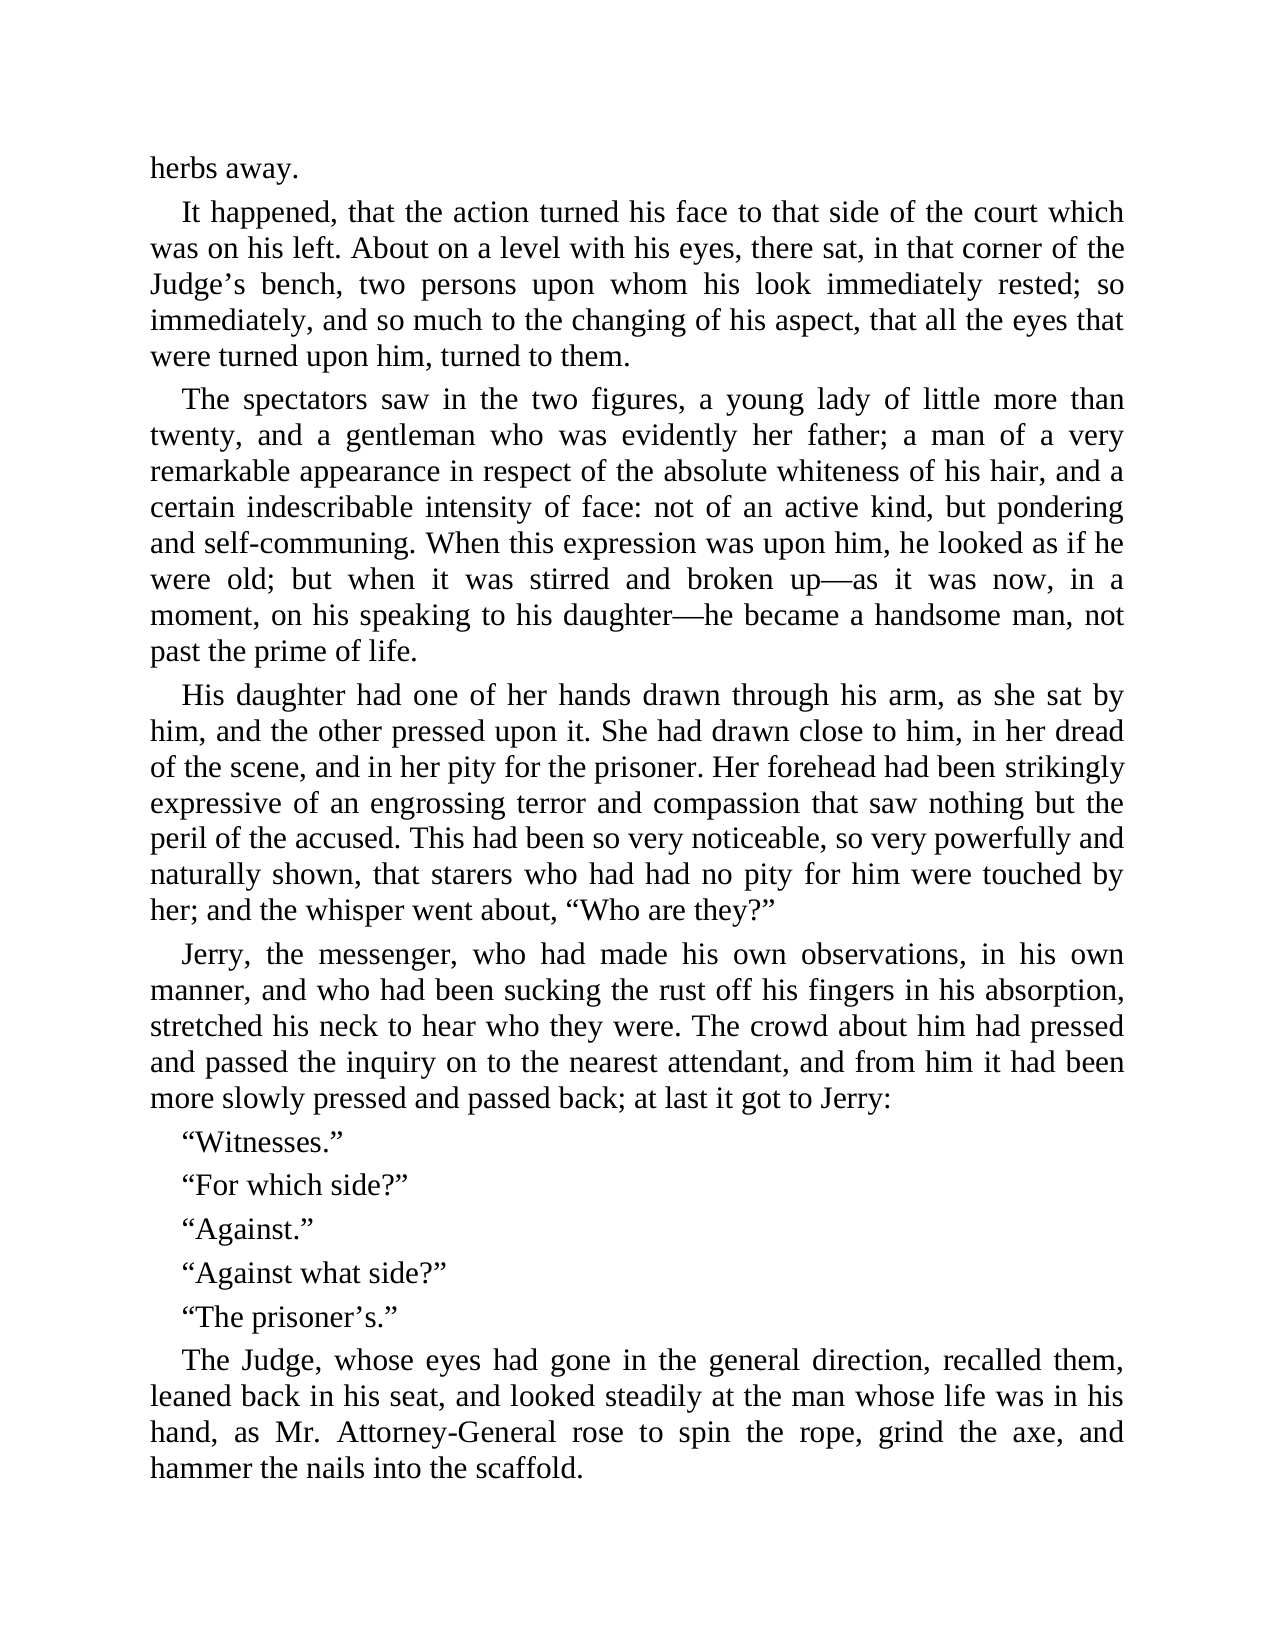 herbs away.
It happened, that the action turned his face to that side of the court which
was on his left. About on a level with his eyes, there sat, in that corner of the
Judge’s bench, two persons upon whom his look immediately rested; so
immediately, and so much to the changing of his aspect, that all the eyes that
were turned upon him, turned to them.
The spectators saw in the two figures, a young lady of little more than
twenty, and a gentleman who was evidently her father; a man of a very
remarkable appearance in respect of the absolute whiteness of his hair, and a
certain indescribable intensity of face: not of an active kind, but pondering
and self-communing. When this expression was upon him, he looked as if he
were old; but when it was stirred and broken up—as it was now, in a
moment, on his speaking to his daughter—he became a handsome man, not
past the prime of life.
His daughter had one of her hands drawn through his arm, as she sat by
him, and the other pressed upon it. She had drawn close to him, in her dread
of the scene, and in her pity for the prisoner. Her forehead had been strikingly
expressive of an engrossing terror and compassion that saw nothing but the
peril of the accused. This had been so very noticeable, so very powerfully and
naturally shown, that starers who had had no pity for him were touched by
her; and the whisper went about, “Who are they?”
Jerry, the messenger, who had made his own observations, in his own
manner, and who had been sucking the rust off his fingers in his absorption,
stretched his neck to hear who they were. The crowd about him had pressed
and passed the inquiry on to the nearest attendant, and from him it had been
more slowly pressed and passed back; at last it got to Jerry:
“Witnesses.”
“For which side?”
“Against.”
“Against what side?”
“The prisoner’s.”
The Judge, whose eyes had gone in the general direction, recalled them,
leaned back in his seat, and looked steadily at the man whose life was in his
hand, as Mr. Attorney-General rose to spin the rope, grind the axe, and
hammer the nails into the scaffold.